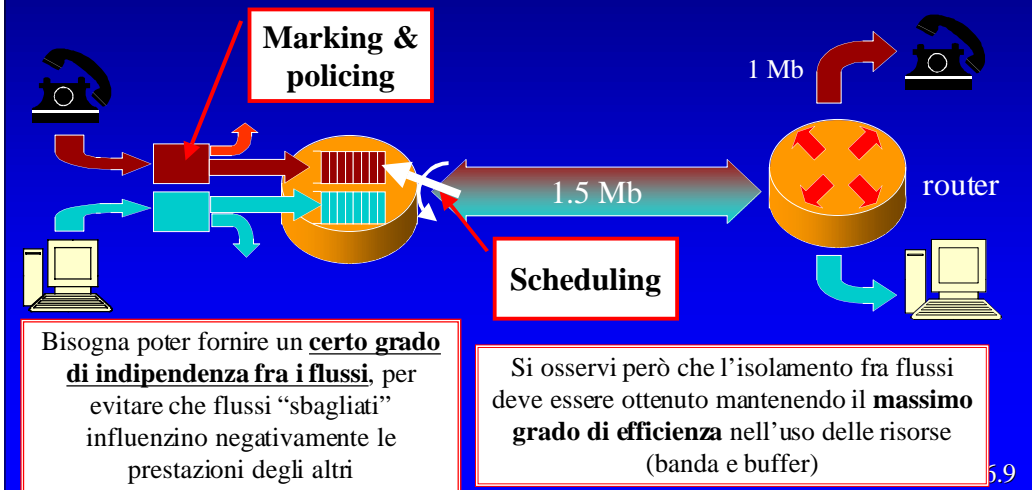 Marking &
policing
1 Mb
1.5 Mb
router
Scheduling
Bisogna poter fornire un certo grado
di indipendenza fra i flussi, per
evitare che flussi “sbagliati”
influenzino negativamente le
prestazioni degli altri
Si osservi però che l’isolamento fra flussi
deve essere ottenuto mantenendo il massimo
grado di efficienza nell’uso delle risorse
(banda e buffer)
6.9